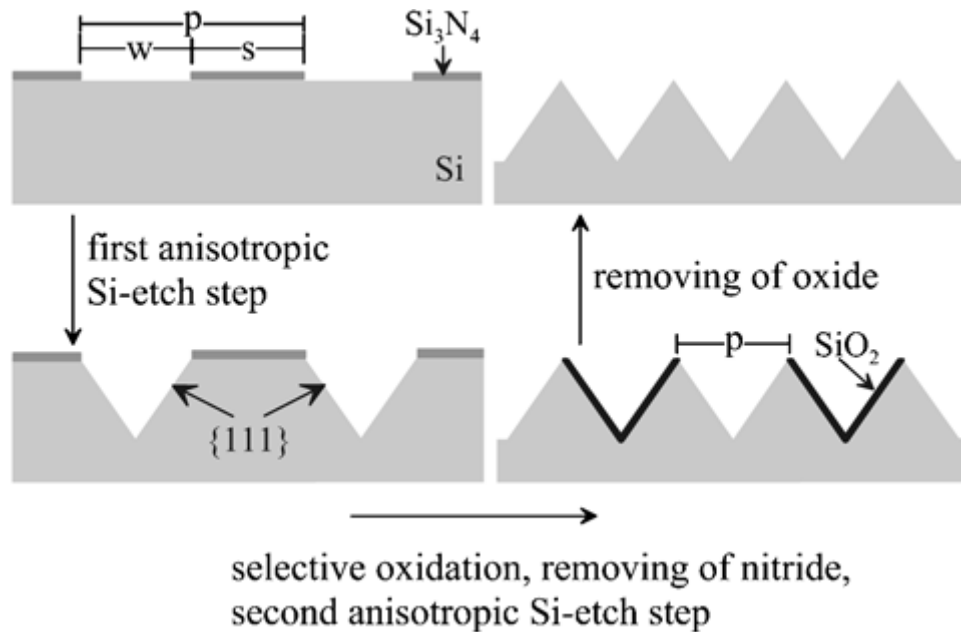 p
w
s
Si₃N₄
Si
first anisotropic
Si-etch step
removing of oxide
{111}
p
SiO₂
selective oxidation, removing of nitride,
second anisotropic Si-etch step